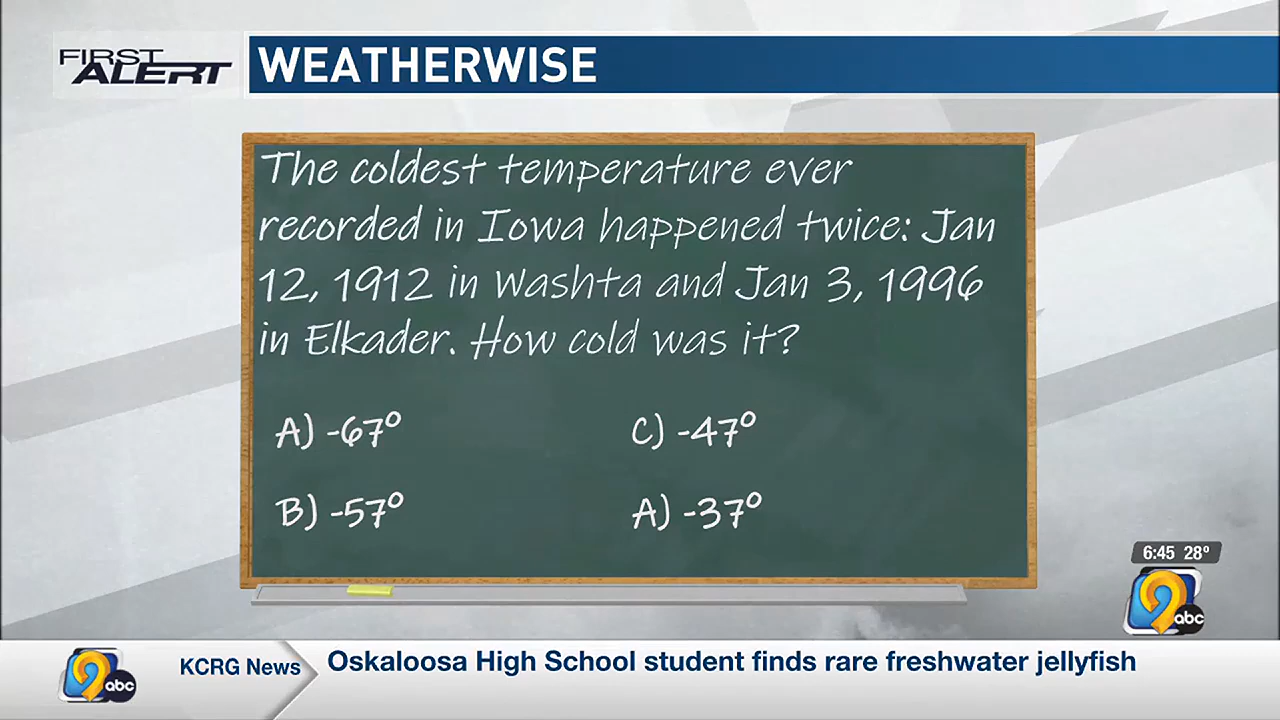 FIRST
ALERT
WEATHERWISE
The coldest temperature ever
recorded in Iowa happened twice: Jan
12, 1912 in Washta and Jan 3, 1996
in Elkader. How cold was it?
A) -67°
C) -47°
B) -57°
A) -37°
6:45 28°
9
abc
9
abc
KCRG News
Oskaloosa High School student finds rare freshwater jellyfish